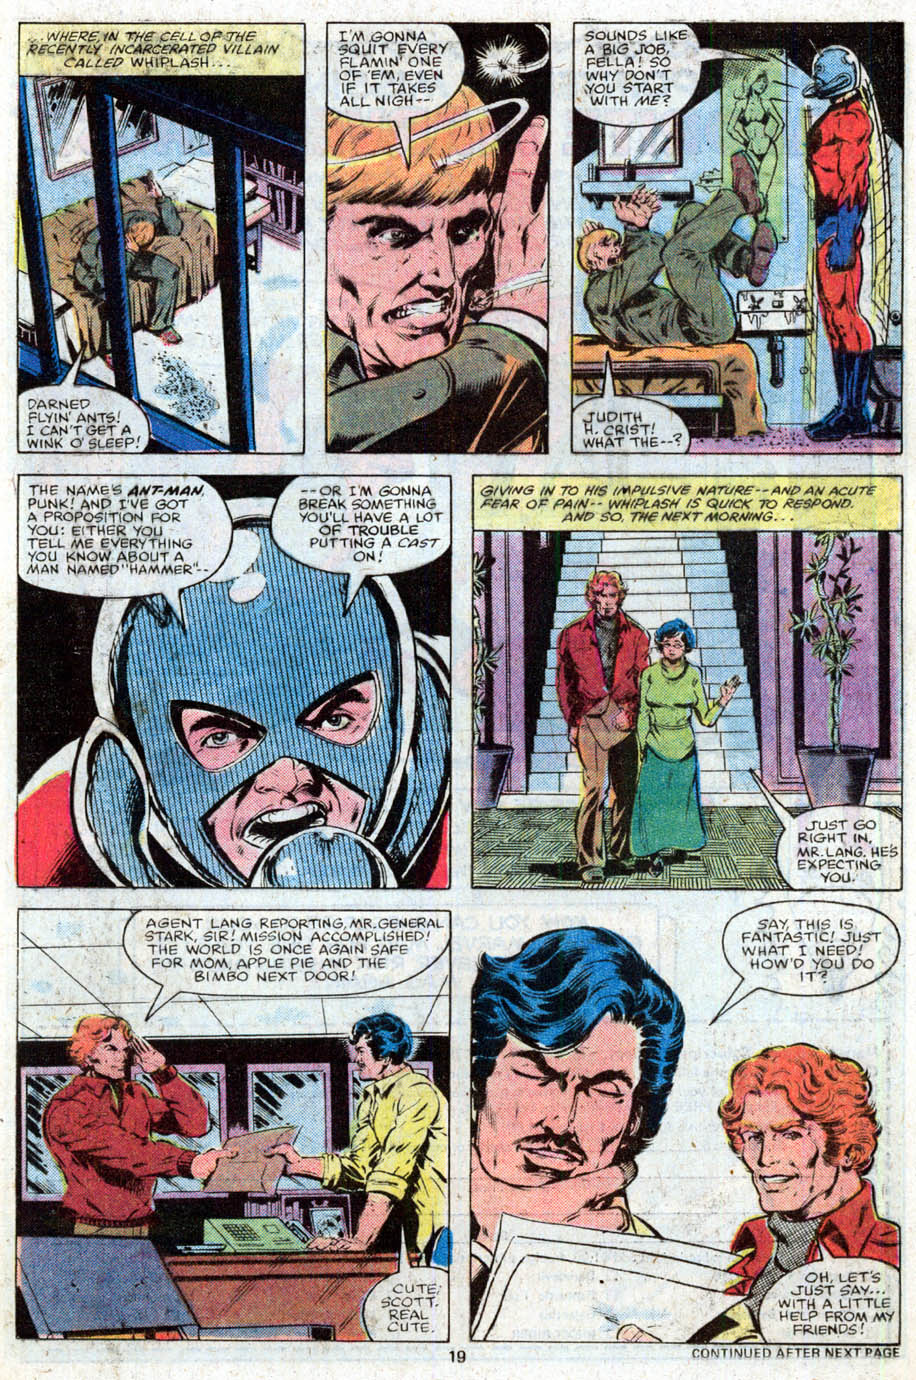 ...WHERE, IN THE CELL OF THE
RECENTLY INCARCERATED VILLAIN
CALLED WHIPLASH...
DARNED
FLYIN' ANTS!
I CAN'T GET A
WINK O' SLEEP!
I'M GONNA
SQUIT EVERY
FLAMIN' ONE
OF 'EM, EVEN
IF IT TAKES
ALL NIGH--
SOUNDS LIKE
A BIG JOB,
FELLA! SO
WHY DON'T
YOU START
WITH ME?
JUDITH
H. CRIST!
WHAT THE--?
THE NAME'S ANT-MAN,
PUNK! AND I'VE GOT
A PROPOSITION FOR
YOU: EITHER YOU
TELL ME EVERYTHING
YOU KNOW ABOUT A
MAN NAMED "HAMMER"--
--OR I'M GONNA
BREAK SOMETHING
YOU'LL HAVE A LOT
OF TROUBLE
PUTTING A CAST
ON!
GIVING IN TO HIS IMPULSIVE NATURE--AND AN ACUTE
FEAR OF PAIN--WHIPLASH IS QUICK TO RESPOND.
AND SO, THE NEXT MORNING...
JUST GO
RIGHT IN,
MR. LANG. HE'S
EXPECTING
YOU.
AGENT LANG REPORTING, MR. GENERAL
STARK, SIR! MISSION ACCOMPLISHED!
THE WORLD IS ONCE AGAIN SAFE
FOR MOM, APPLE PIE AND THE
BIMBO NEXT DOOR!
CUTE,
SCOTT.
REAL
CUTE.
SAY, THIS IS
FANTASTIC! JUST
WHAT I NEED!
HOW'D YOU DO
IT?
OH, LET'S
JUST SAY...
WITH A LITTLE
HELP FROM MY
FRIENDS!
19
CONTINUED AFTER NEXT PAGE